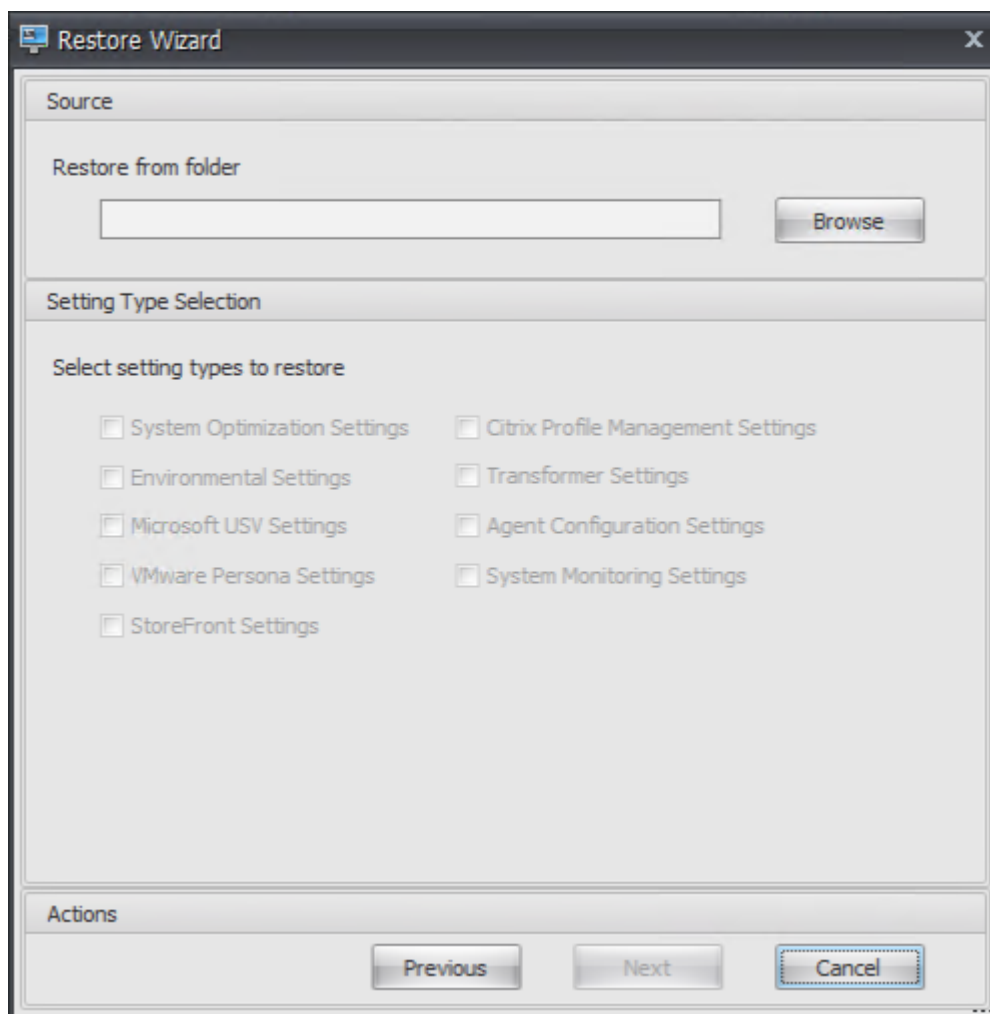 Restore Wizard
Source
Restore from folder
Browse
Setting Type Selection
Select setting types to restore
System Optimization Settings
Citrix Profile Management Settings
Environmental Settings
Transformer Settings
Microsoft USV Settings
Agent Configuration Settings
VMware Persona Settings
System Monitoring Settings
StoreFront Settings
Actions
Previous
Next
Cancel